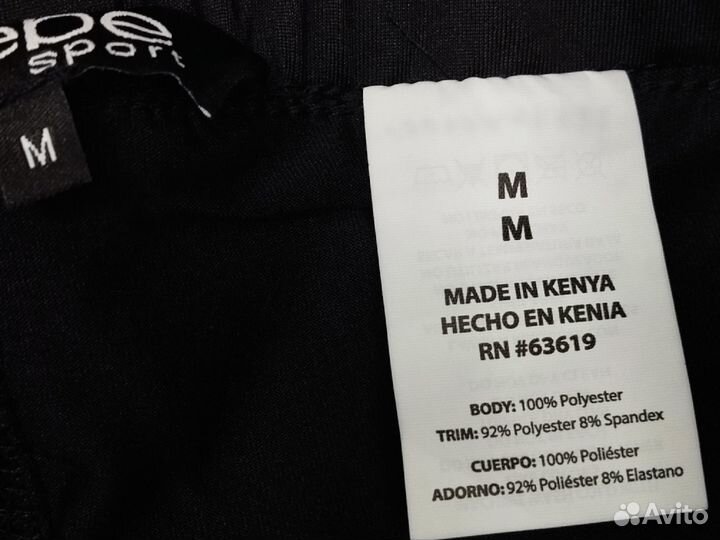 epe
sport
M
M
M
MADE IN KENYA
HECHO EN KENIA
RN #63619
BODY: 100% Polyester
TRIM: 92% Polyester 8% Spandex
CUERPO: 100% Poliéster
ADORNO: 92% Poliéster 8% Elastano
Avito